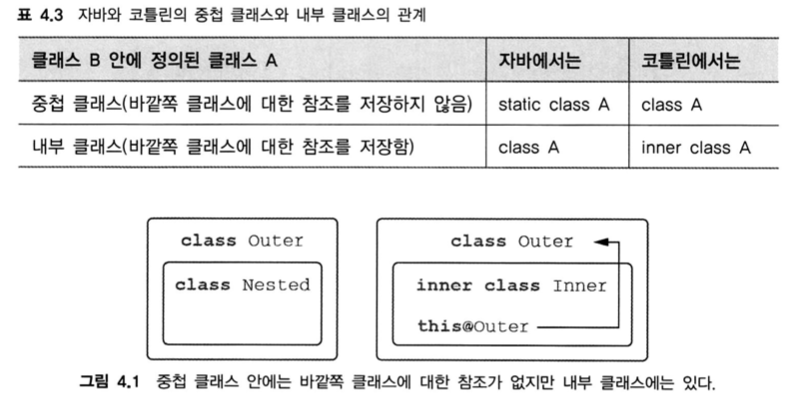 표 4.3 자바와 코틀린의 중첩 클래스와 내부 클래스의 관계
클래스 B 안에 정의된 클래스 A 자바에서는 코틀린에서는
중첩 클래스(바깥쪽 클래스에 대한 참조를 저장하지 않음) static class A class A
내부 클래스(바깥쪽 클래스에 대한 참조를 저장함) class A inner class A
class Outer class Outer
class Nested inner class Inner
this@Outer
그림 4.1 중첩 클래스 안에는 바깥쪽 클래스에 대한 참조가 없지만 내부 클래스에는 있다.